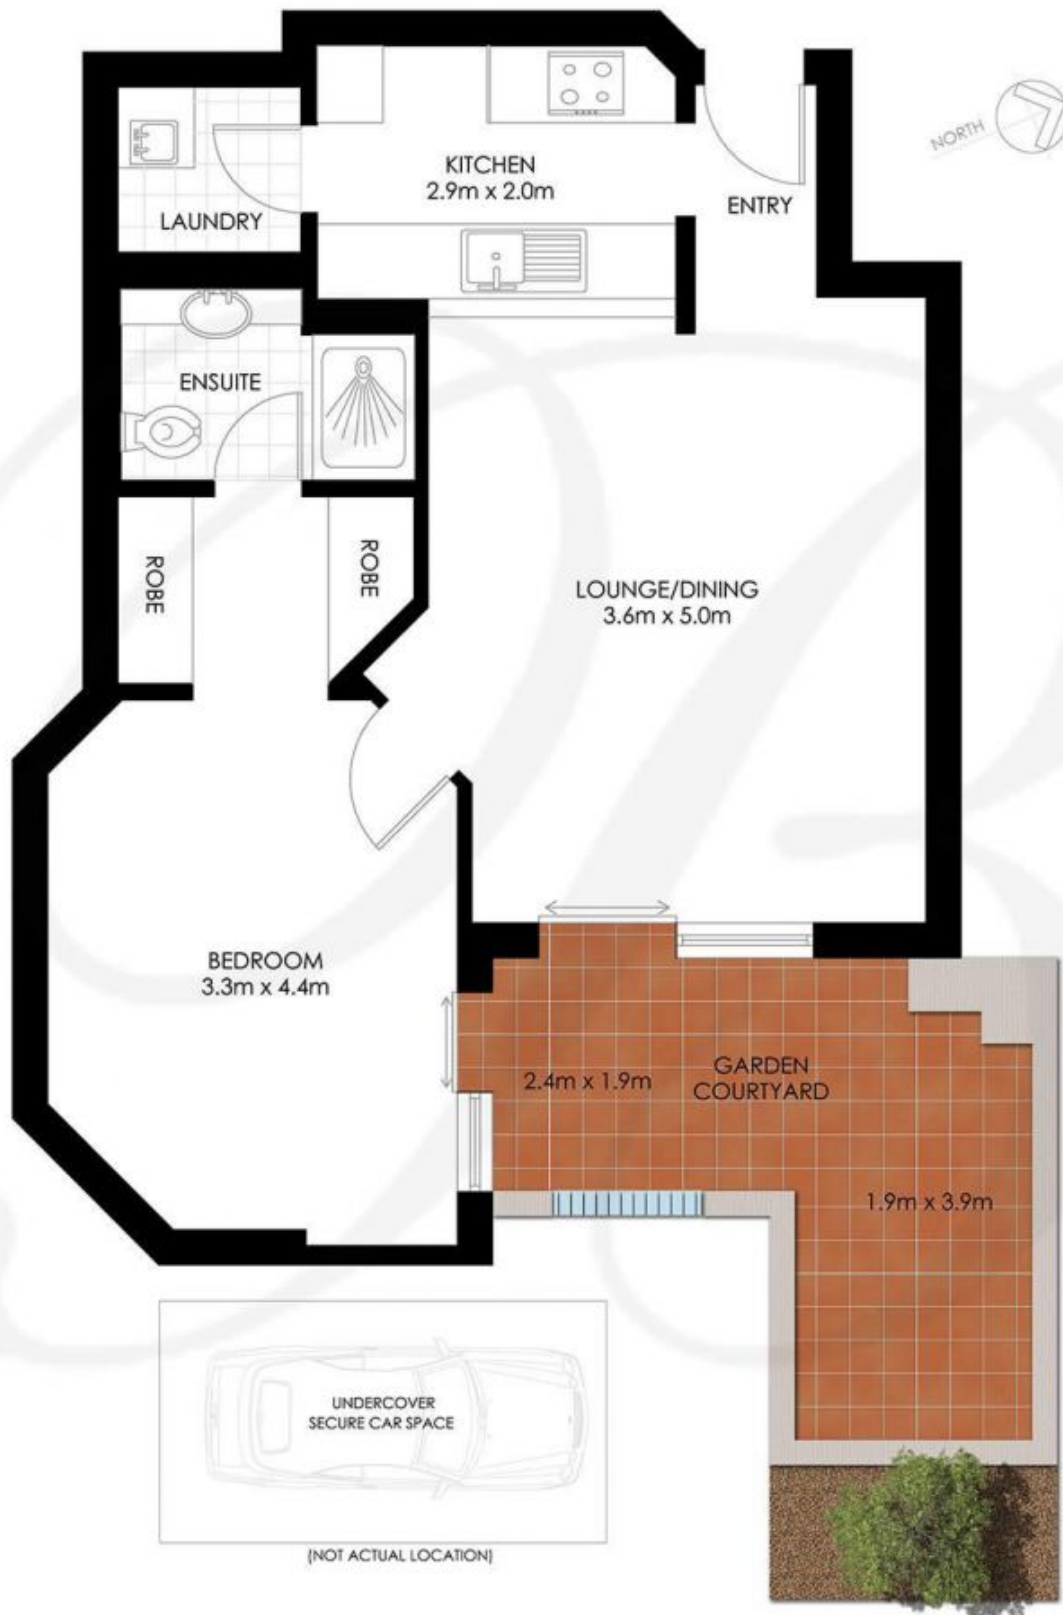 KITCHEN
2.9m x 2.0m
NORTH
ENTRY
LAUNDRY
ENSUITE
ROBE
ROBE
LOUNGE/DINING
3.6m x 5.0m
BEDROOM
3.3m x 4.4m
GARDEN
COURTYARD
2.4m x 1.9m
1.9m x 3.9m
UNDERCOVER
SECURE CAR SPACE
(NOT ACTUAL LOCATION)